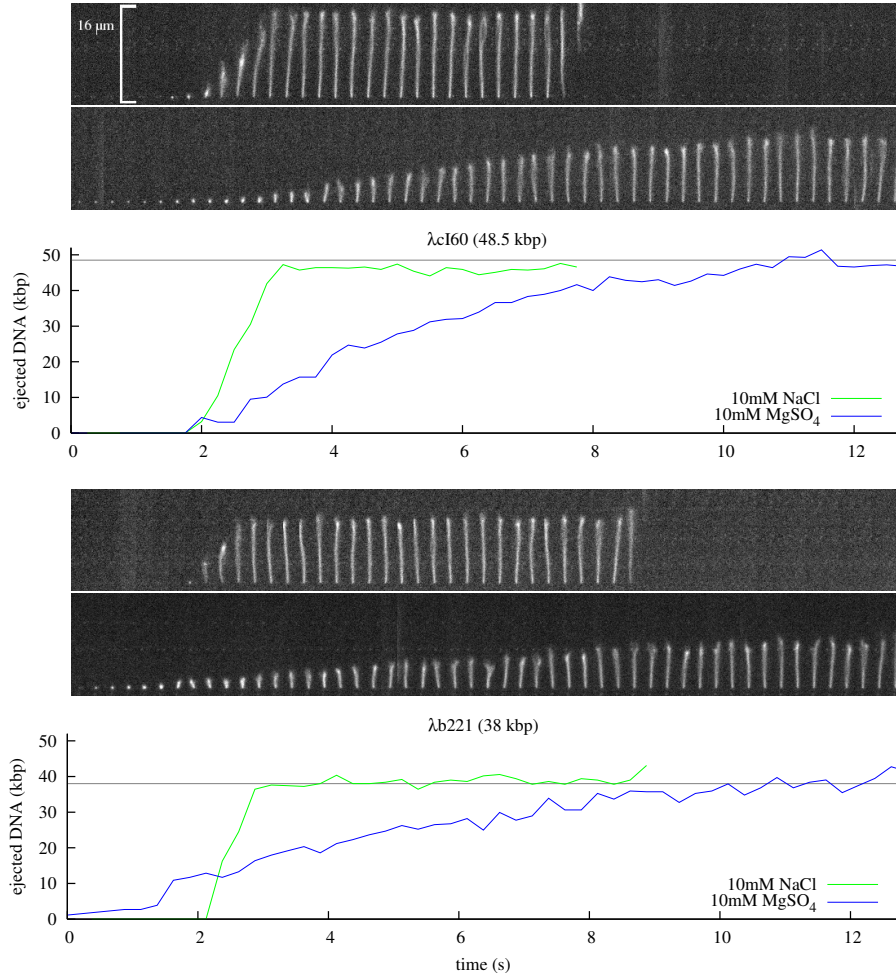 16 μm
λcI60 (48.5 kbp)
50
40
30
20
10
0
ejected DNA (kbp)
10mM NaCl
10mM MgSO₄
0 2 4 6 8 10 12
λb221 (38 kbp)
50
40
30
20
10
0
ejected DNA (kbp)
10mM NaCl
10mM MgSO₄
0 2 4 6 8 10 12
time (s)